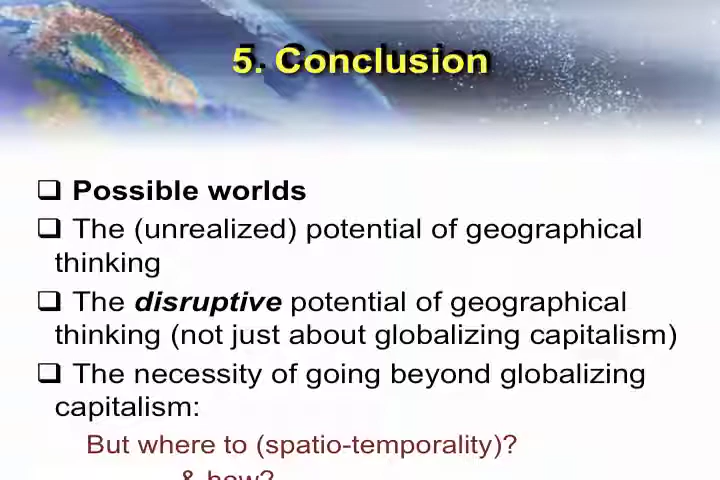 5. Conclusion
❑ Possible worlds
❑ The (unrealized) potential of geographical
thinking
❑ The disruptive potential of geographical
thinking (not just about globalizing capitalism)
❑ The necessity of going beyond globalizing
capitalism:
But where to (spatio-temporality)?
& how?